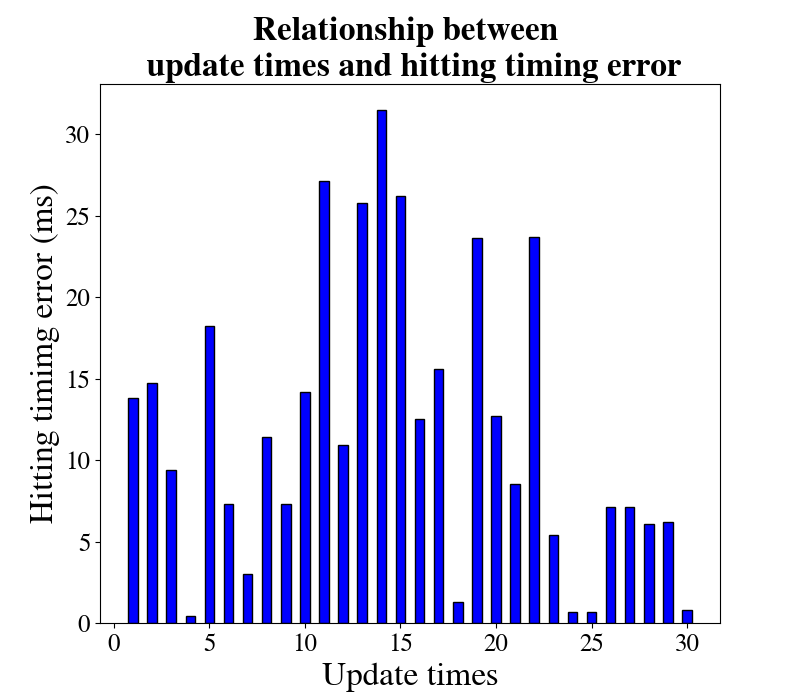 Relationship between
update times and hitting timing error
Hitting timimg error (ms)
30
25
20
15
10
5
0
0 5 10 15 20 25 30
Update times